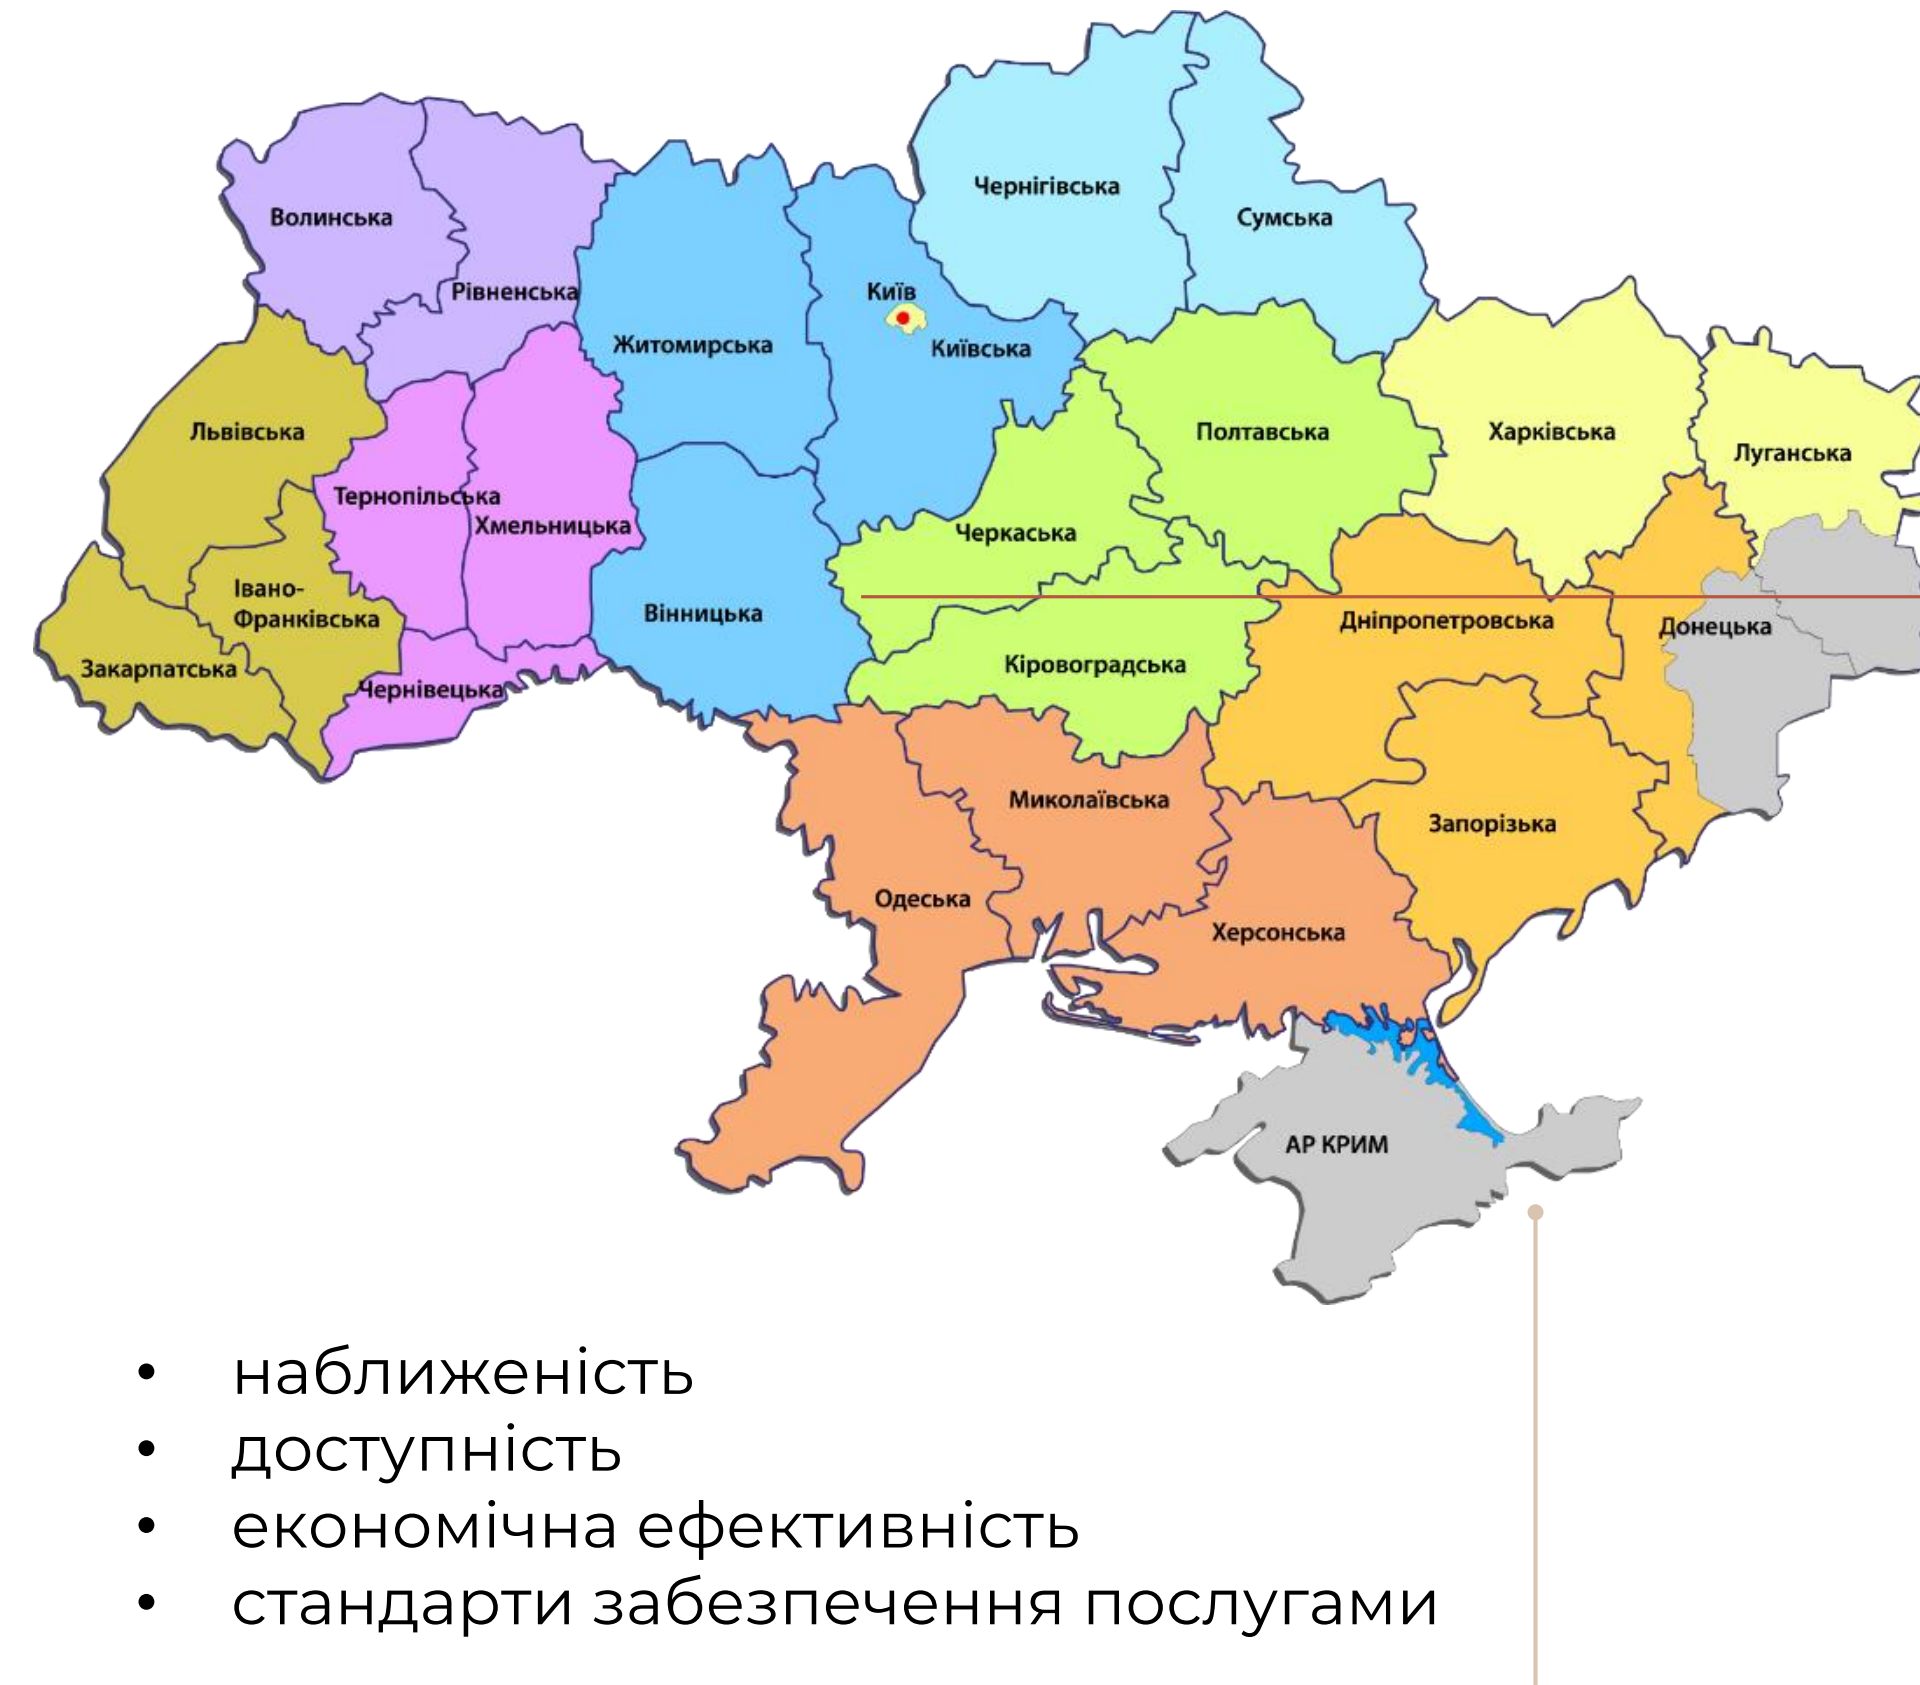 Чернігівська
Сумська
Волинська
Рівненська
Київ
Житомирська
Київська
Львівська
Полтавська
Харківська
Луганська
Тернопільська
Хмельницька
Черкаська
Івано-
Франківська
Вінницька
Дніпропетровська
Донецька
Закарпатська
Кіровоградська
Чернівецька
Миколаївська
Запорізька
Одеська
Херсонська
АР КРИМ
• наближеність
• доступність
• економічна ефективність
• стандарти забезпечення послугами